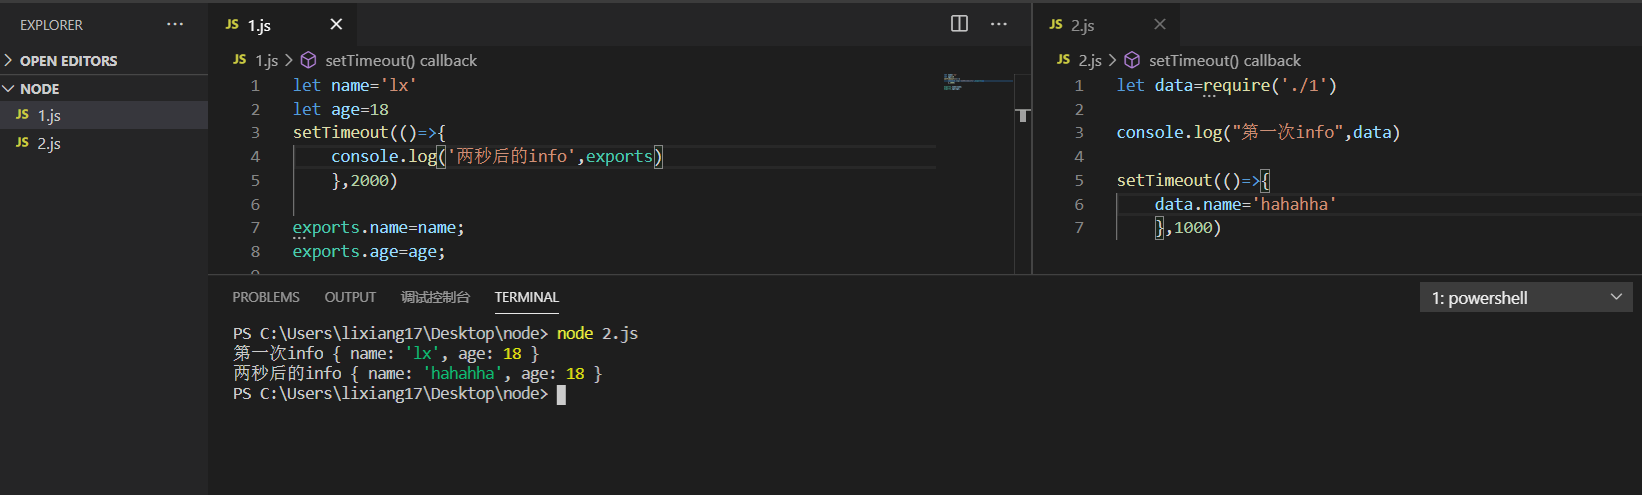 EXPLORER ···
OPEN EDITORS
NODE
JS 1.js
JS 2.js
JS 1.js ×
JS 1.js > setTimeout() callback
1 let name='lx'
2 let age=18
3 setTimeout(()=>{
4 console.log('两秒后的info',exports)
5 },2000)
6
7 exports.name=name;
8 exports.age=age;
JS 2.js ×
JS 2.js > setTimeout() callback
1 let data=require('./1')
2
3 console.log("第一次info",data)
4
5 setTimeout(()=>{
6 data.name='hahahha'
7 },1000)
PROBLEMS OUTPUT 调试控制台 TERMINAL 1: powershell
PS C:\Users\lixiang17\Desktop\node> node 2.js
第一次info { name: 'lx', age: 18 }
两秒后的info { name: 'hahahha', age: 18 }
PS C:\Users\lixiang17\Desktop\node>